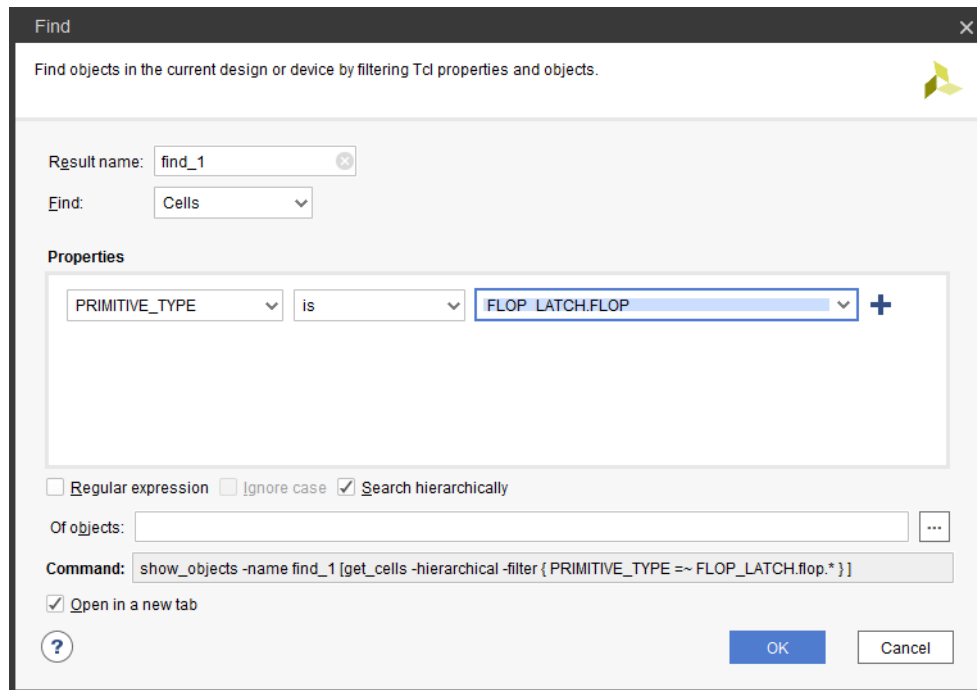 Find
Find objects in the current design or device by filtering Tcl properties and objects.
Result name: find_1
Find: Cells
Properties
PRIMITIVE_TYPE is FLOP_LATCH.FLOP
Regular expression Ignore case Search hierarchically
Of objects: ...
Command: show_objects -name find_1 [get_cells -hierarchical -filter { PRIMITIVE_TYPE =~ FLOP_LATCH.flop.* } ]
Open in a new tab
? OK Cancel